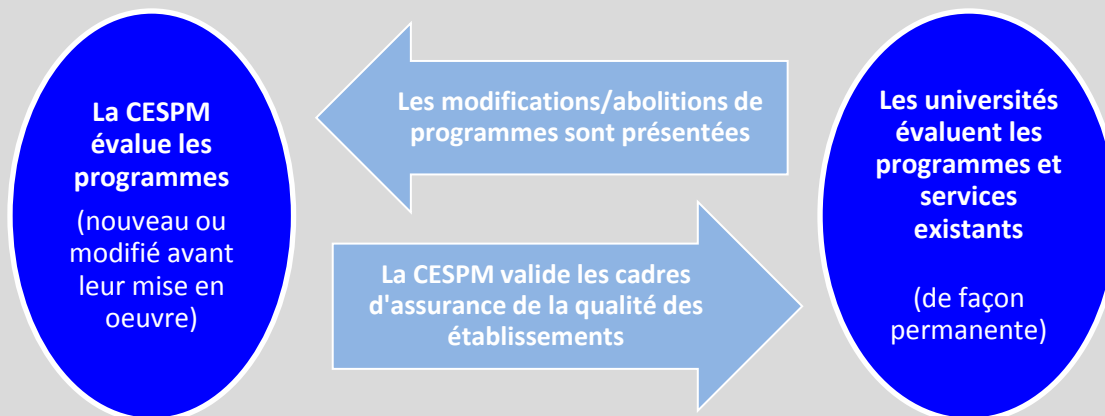 La CESPM
évalue les
programmes
(nouveau ou
modifié avant
leur mise en
oeuvre)
Les modifications/abolitions de
programmes sont présentées
La CESPM valide les cadres
d'assurance de la qualité des
établissements
Les universités
évaluent les
programmes et
services
existants
(de façon
permanente)